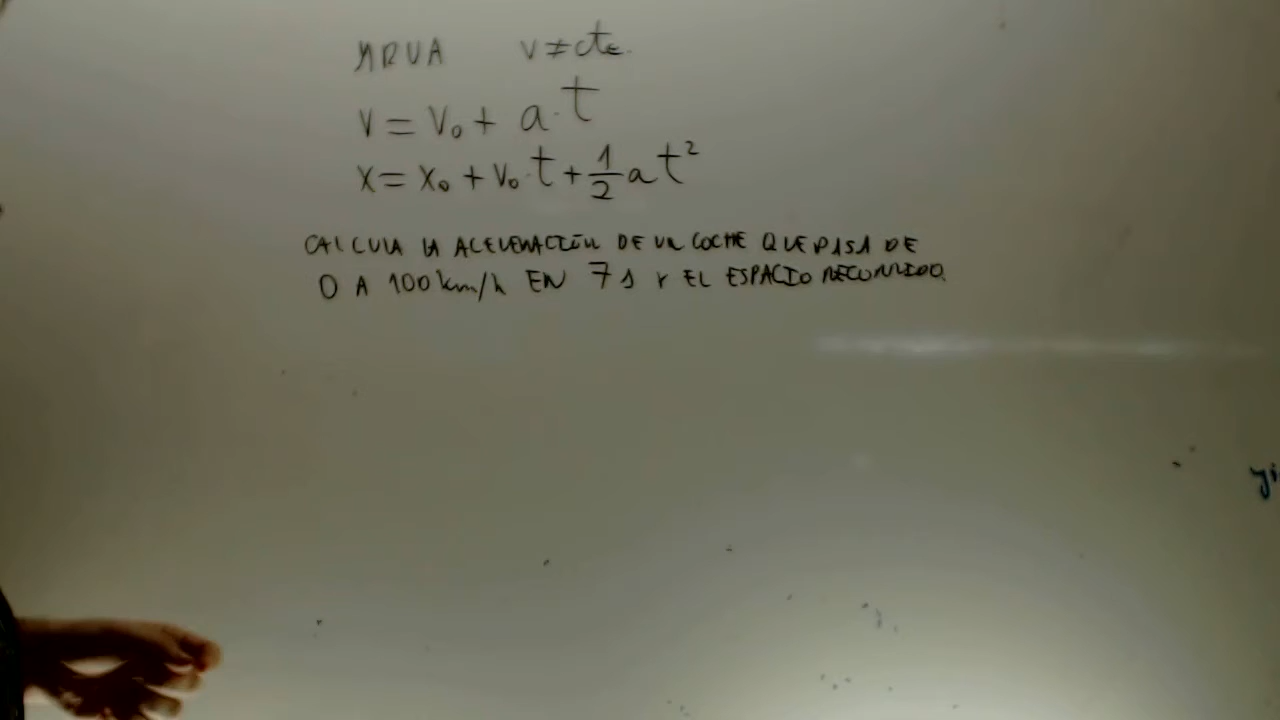 MRUA v ≠ cte.
v = v₀ + a · t
x = x₀ + v₀ · t + 1/2 a t²
CALCULA LA ACELERACIÓN DE UN COCHE QUE PASA DE
0 A 100 km/h EN 7 s Y EL ESPACIO RECORRIDO.